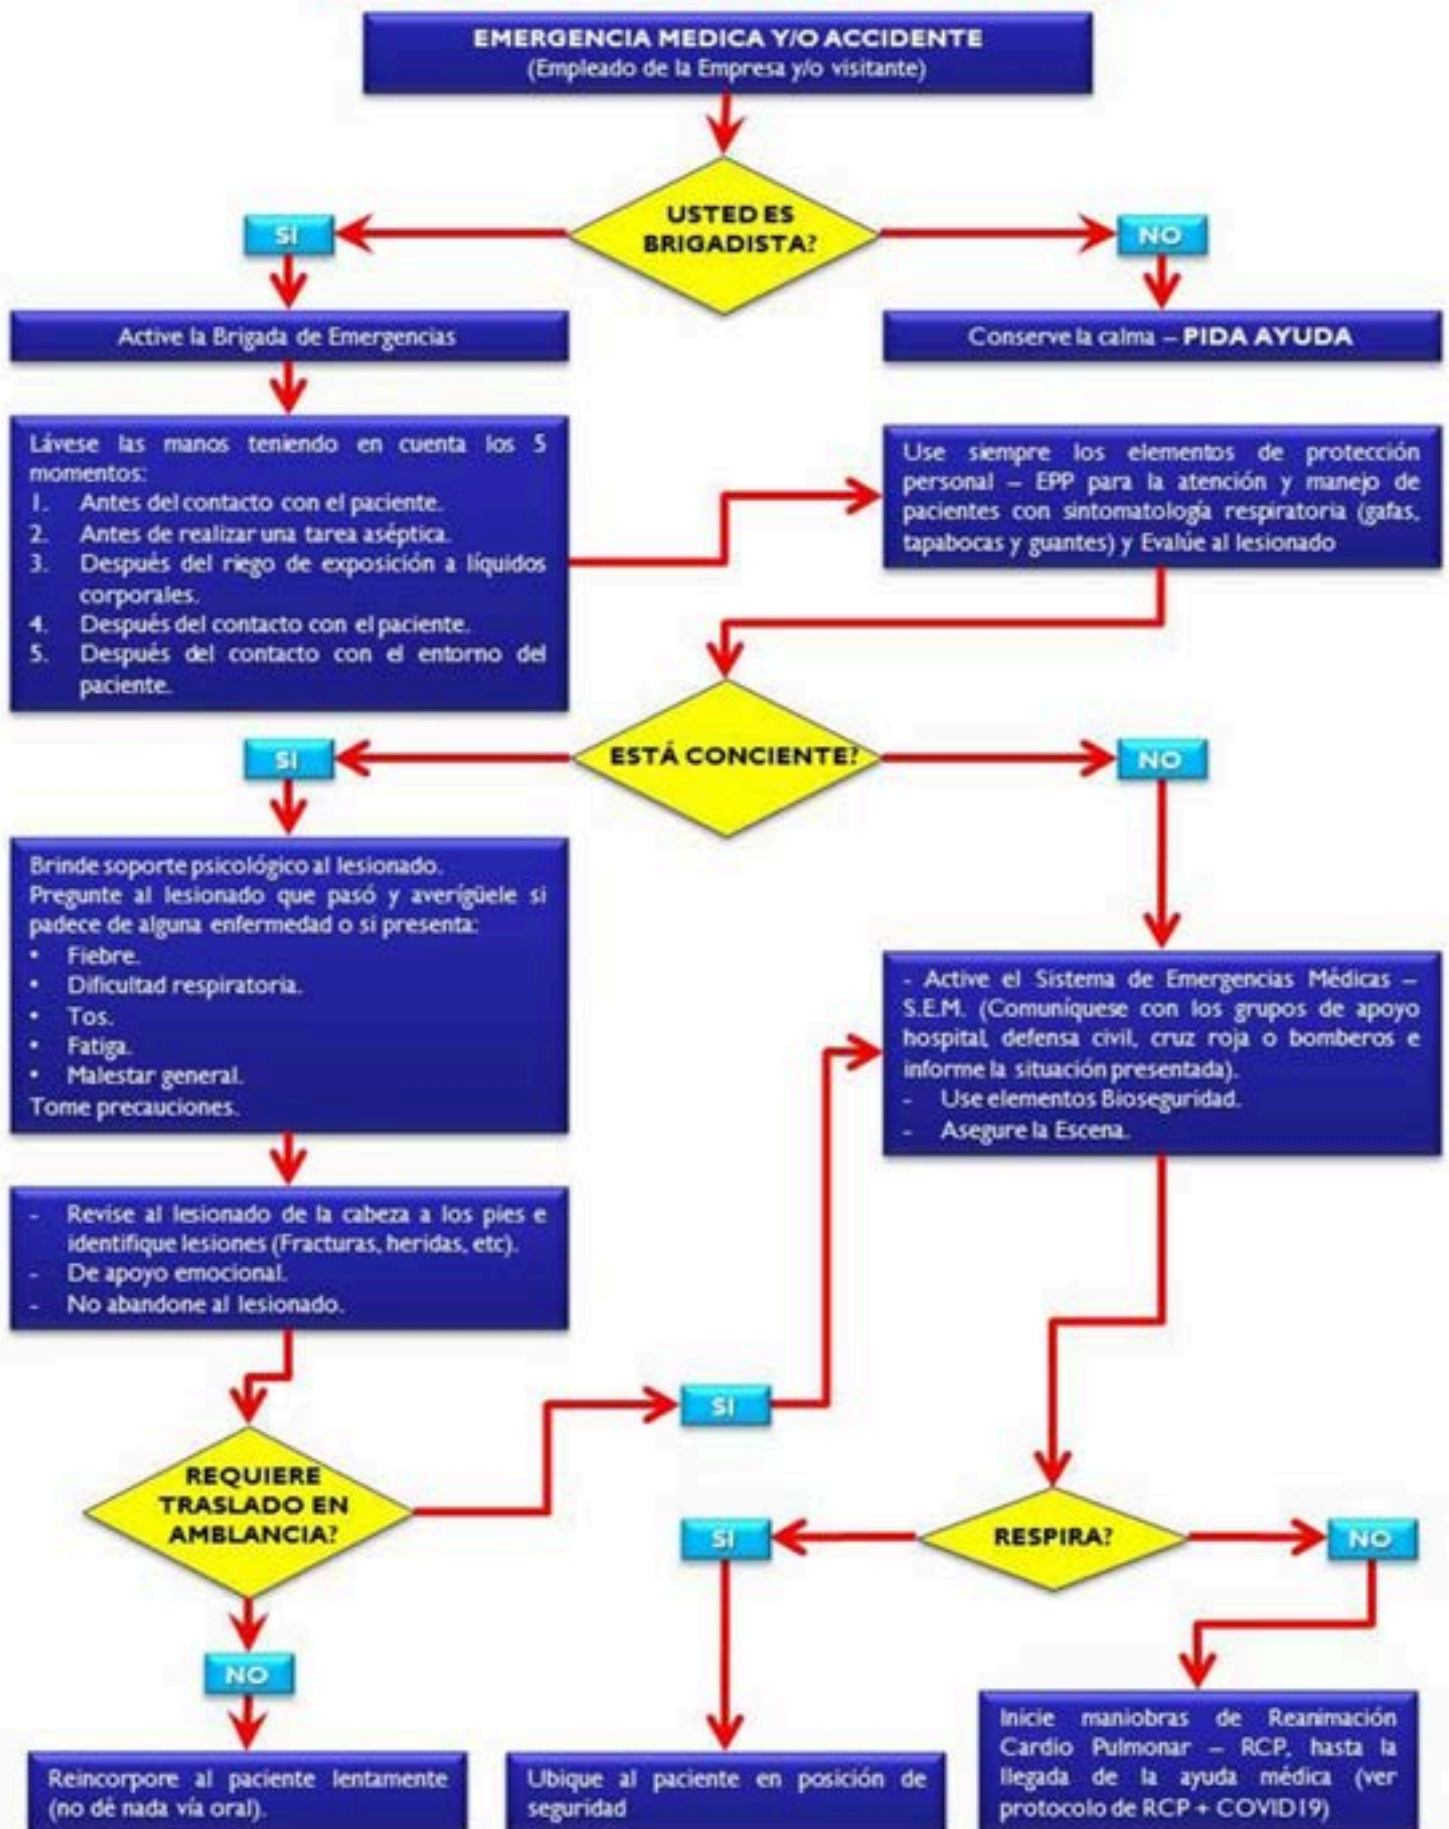 EMERGENCIA MEDICA Y/O ACCIDENTE
(Empleado de la Empresa y/o visitante)
USTED ES
BRIGADISTA?
SI
NO
Active la Brigada de Emergencias
Conserve la calma – PIDA AYUDA
Lávese las manos teniendo en cuenta los 5
momentos:
1. Antes del contacto con el paciente.
2. Antes de realizar una tarea aséptica.
3. Después del riego de exposición a líquidos
corporales.
4. Después del contacto con el paciente.
5. Después del contacto con el entorno del
paciente.
Use siempre los elementos de protección
personal – EPP para la atención y manejo de
pacientes con sintomatología respiratoria (gafas,
tapabocas y guantes) y Evalúe al lesionado
ESTÁ CONCIENTE?
SI
NO
Brinde soporte psicológico al lesionado.
Pregunte al lesionado que pasó y averígüele si
padece de alguna enfermedad o si presenta:
• Fiebre.
• Dificultad respiratoria.
• Tos.
• Fatiga.
• Malestar general.
Tome precauciones.
- Active el Sistema de Emergencias Médicas –
S.E.M. (Comuníquese con los grupos de apoyo
hospital, defensa civil, cruz roja o bomberos e
informe la situación presentada).
- Use elementos Bioseguridad.
- Asegure la Escena.
- Revise al lesionado de la cabeza a los pies e
identifique lesiones (Fracturas, heridas, etc).
- De apoyo emocional.
- No abandone al lesionado.
SI
REQUIERE
TRASLADO EN
AMBLANCIA?
SI
RESPIRA?
NO
NO
Reincorpore al paciente lentamente
(no dé nada vía oral).
Ubique al paciente en posición de
seguridad
Inicie maniobras de Reanimación
Cardio Pulmonar – RCP, hasta la
llegada de la ayuda médica (ver
protocolo de RCP + COVID19)